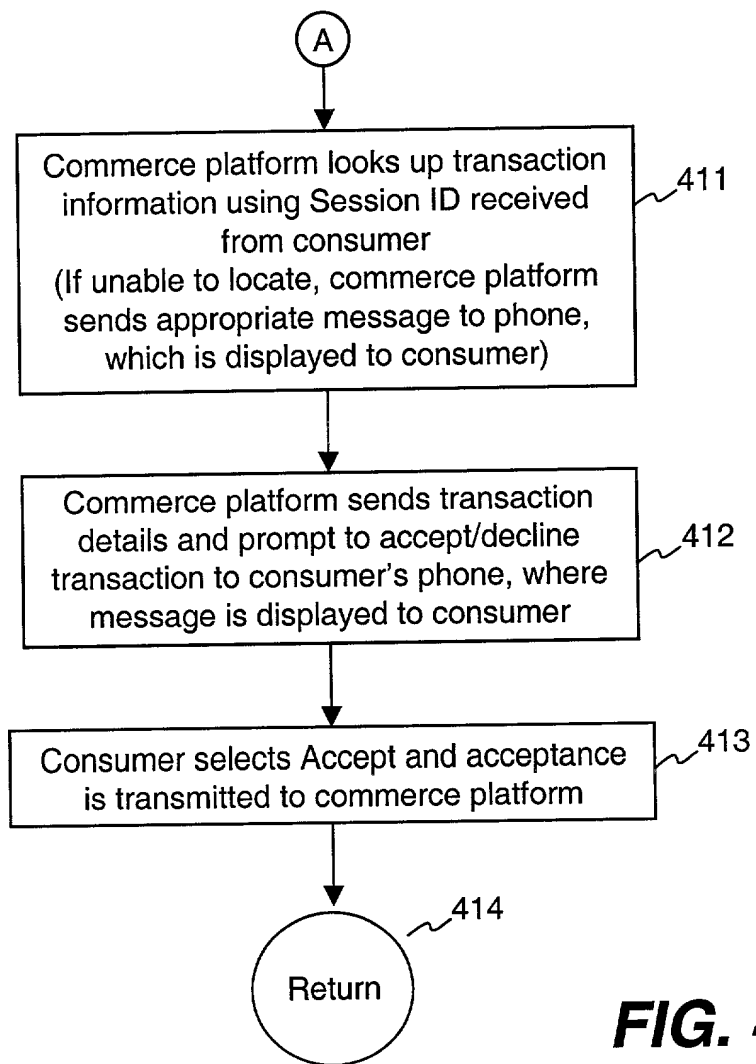 A
Commerce platform looks up transaction
information using Session ID received
from consumer
(If unable to locate, commerce platform
sends appropriate message to phone,
which is displayed to consumer)
411
Commerce platform sends transaction
details and prompt to accept/decline
transaction to consumer's phone, where
message is displayed to consumer
412
Consumer selects Accept and acceptance
is transmitted to commerce platform
413
414
Return
FIG.